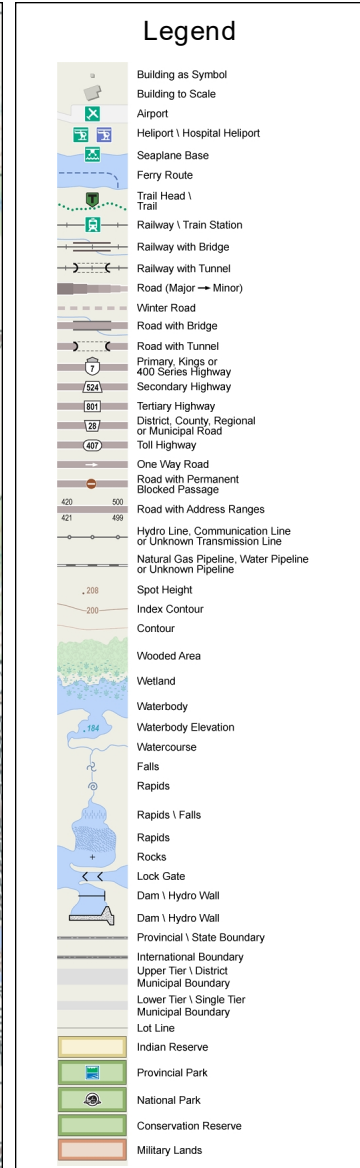 Legend
Building as Symbol
Building to Scale
Airport
Heliport \ Hospital Heliport
Seaplane Base
Ferry Route
Trail Head \
Trail
Railway \ Train Station
Railway with Bridge
Railway with Tunnel
Road (Major → Minor)
Winter Road
Road with Bridge
Road with Tunnel
7
Primary, Kings or
400 Series Highway
524
Secondary Highway
801
Tertiary Highway
28
District, County, Regional
or Municipal Road
407
Toll Highway
One Way Road
Road with Permanent
Blocked Passage
420 500
Road with Address Ranges
421 499
Hydro Line, Communication Line
or Unknown Transmission Line
Natural Gas Pipeline, Water Pipeline
or Unknown Pipeline
208
Spot Height
200
Index Contour
Contour
Wooded Area
Wetland
Waterbody
184
Waterbody Elevation
Watercourse
Falls
Rapids
Rapids \ Falls
Rapids
Rocks
Lock Gate
Dam \ Hydro Wall
Dam \ Hydro Wall
Provincial \ State Boundary
International Boundary
Upper Tier \ District
Municipal Boundary
Lower Tier \ Single Tier
Municipal Boundary
Lot Line
Indian Reserve
Provincial Park
National Park
Conservation Reserve
Military Lands